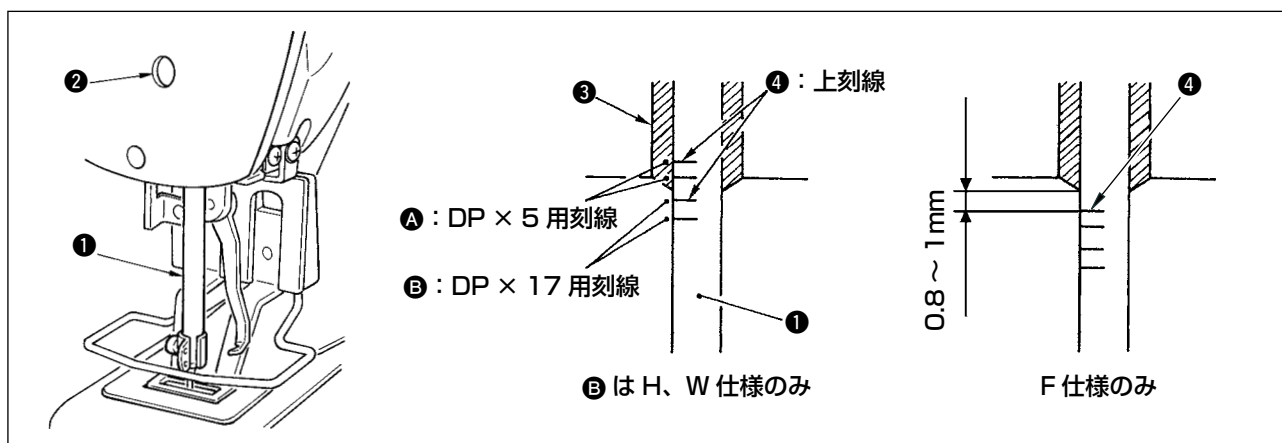 ❷
❶
❸
❹：上刻線
Ⓐ：DP × 5 用刻線
Ⓑ：DP × 17 用刻線
❶
Ⓑ は H、W 仕様のみ
❹
0.8 ～ 1mm
F 仕様のみ